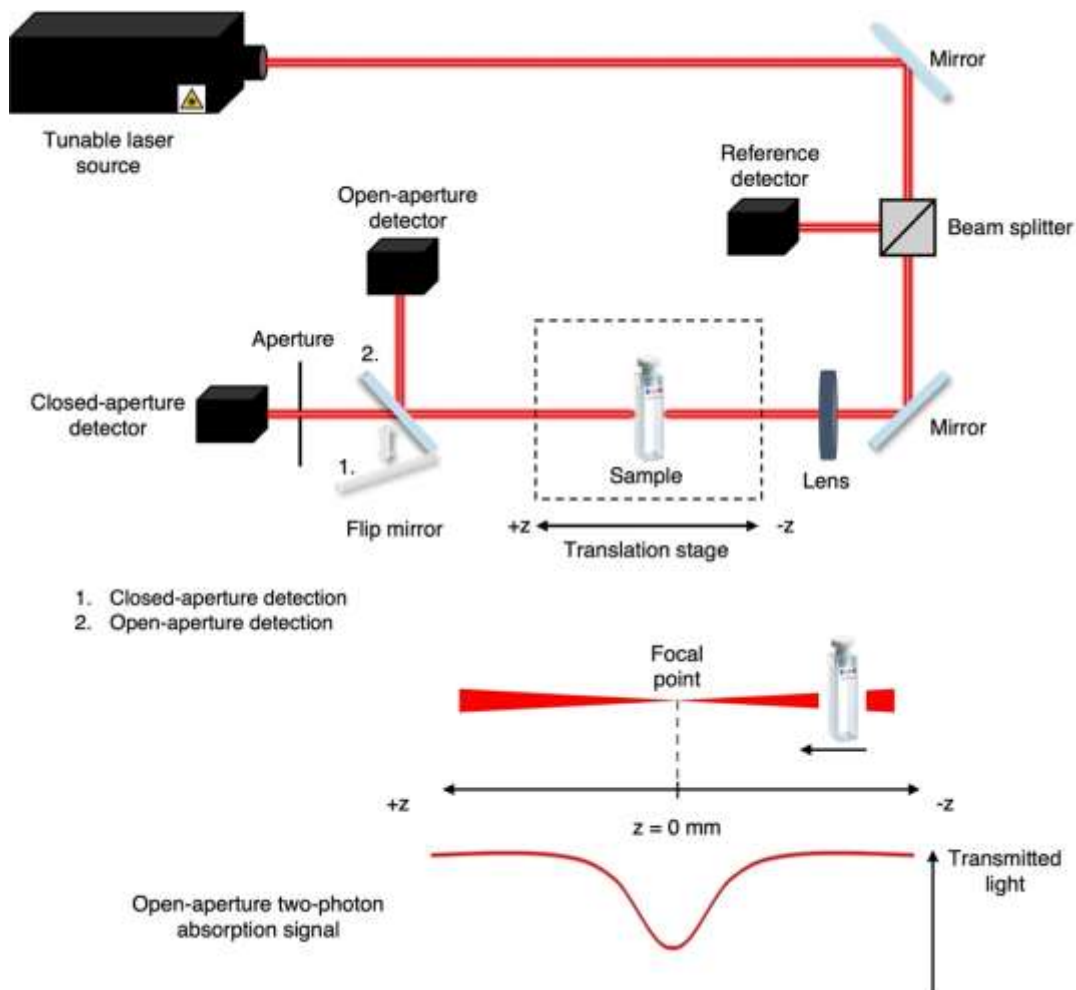 Mirror
Tunable laser
source
Reference
detector
Open-aperture
detector
Beam splitter
Aperture
2.
Closed-aperture
detector
Mirror
1.
Sample
Lens
Flip mirror
+z
-z
Translation stage
1. Closed-aperture detection
2. Open-aperture detection
Focal
point
+z
-z
z = 0 mm
Transmitted
light
Open-aperture two-photon
absorption signal